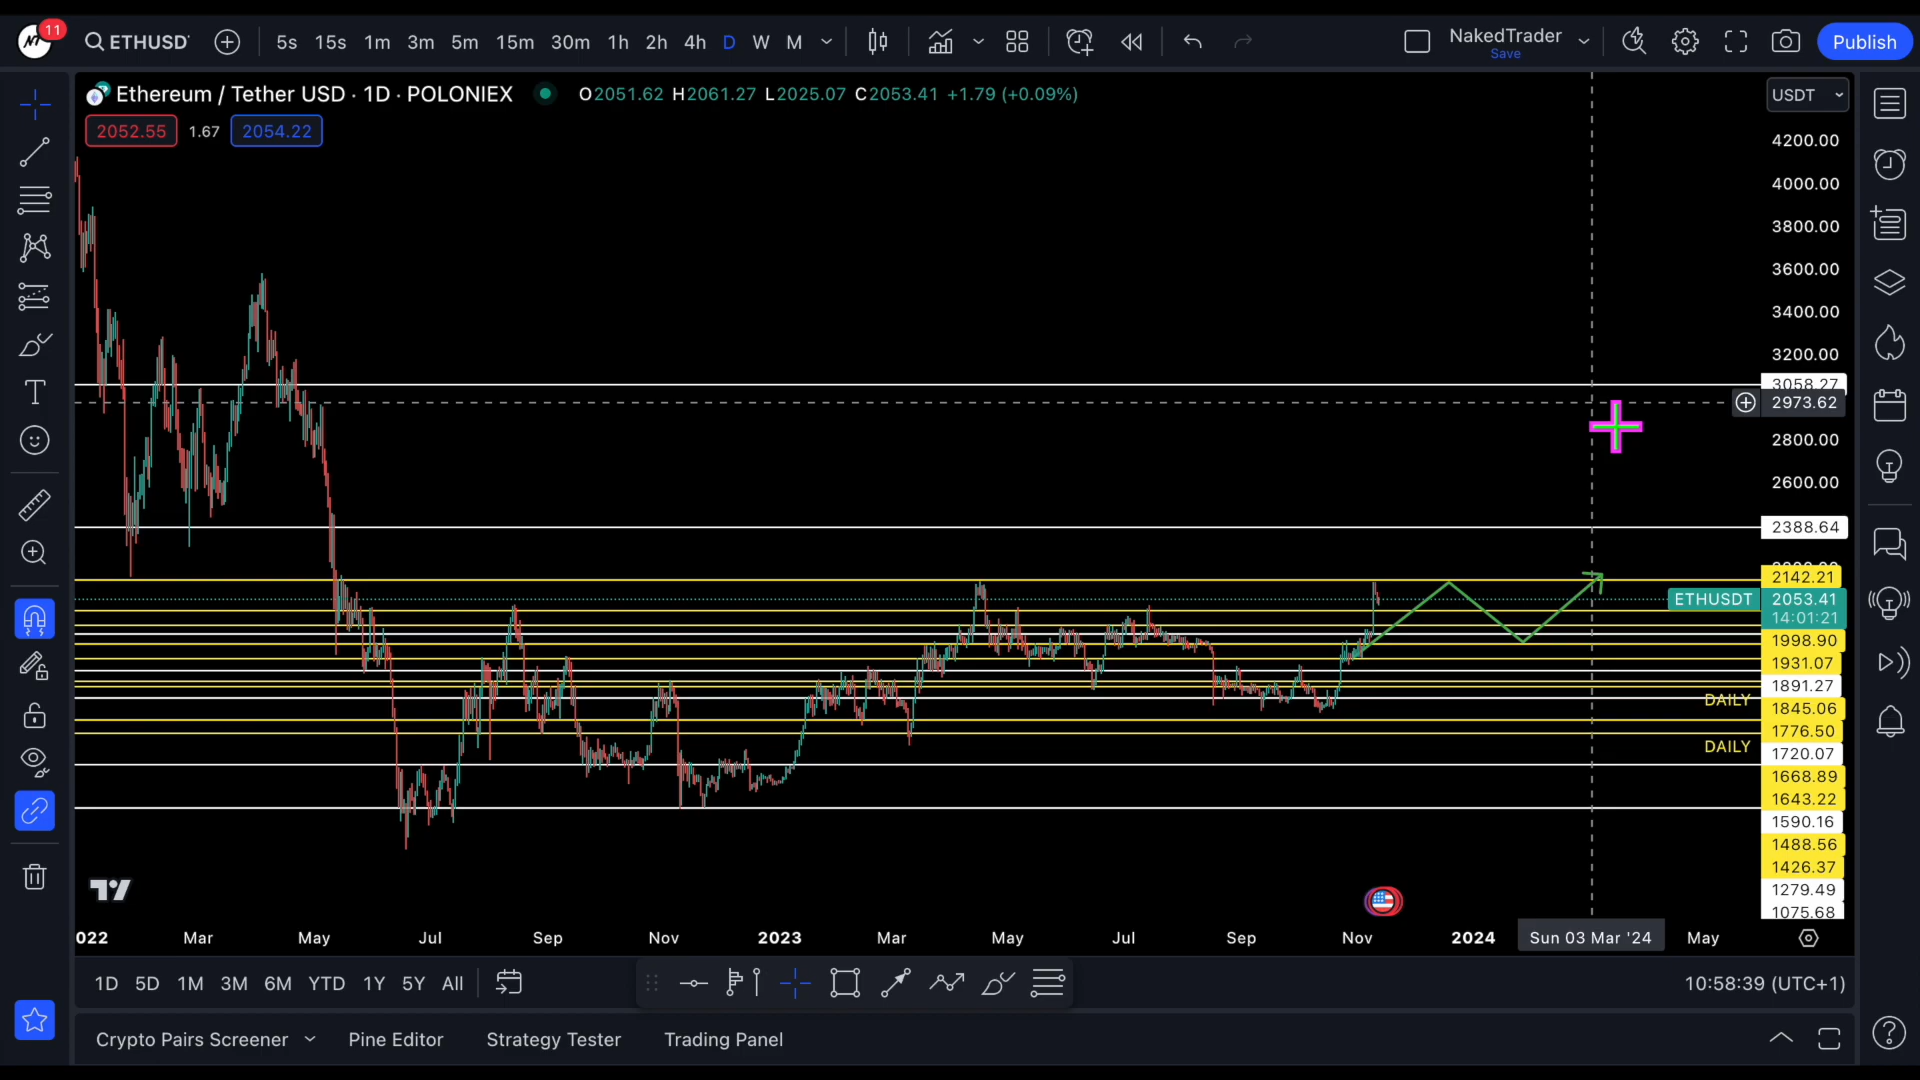 11
ETHUSDT
5s 15s 1m 3m 5m 15m 30m 1h 2h 4h D W M
NakedTrader
Save
Publish
Ethereum / Tether USD · 1D · POLONIEX
O2051.62 H2061.27 L2025.07 C2053.41 +1.79 (+0.09%)
USDT
2052.55 1.67 2054.22
4200.00
4000.00
3800.00
3600.00
3400.00
3200.00
3058.27
2973.62
2800.00
2600.00
2388.64
2142.21
ETHUSDT 2053.41
14:01:21
1998.90
1931.07
1891.27
DAILY
1845.06
1776.50
DAILY
1720.07
1668.89
1643.22
1590.16
1488.56
1426.37
1279.49
1075.68
022 Mar May Jul Sep Nov 2023 Mar May Jul Sep Nov 2024 Sun 03 Mar '24 May
1D 5D 1M 3M 6M YTD 1Y 5Y All
10:58:39 (UTC+1)
Crypto Pairs Screener Pine Editor Strategy Tester Trading Panel